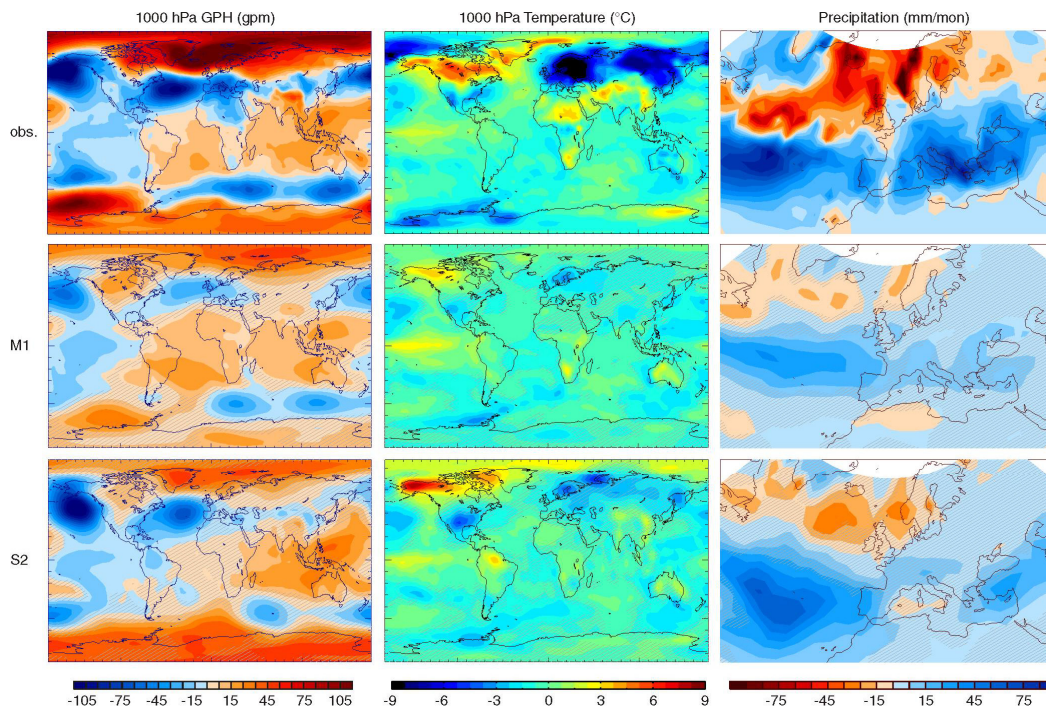 1000 hPa GPH (gpm)
1000 hPa Temperature (°C)
Precipitation (mm/mon)
obs.
M1
S2
-105 -75 -45 -15 15 45 75 105
-9 -6 -3 0 3 6 9
-75 -45 -15 15 45 75